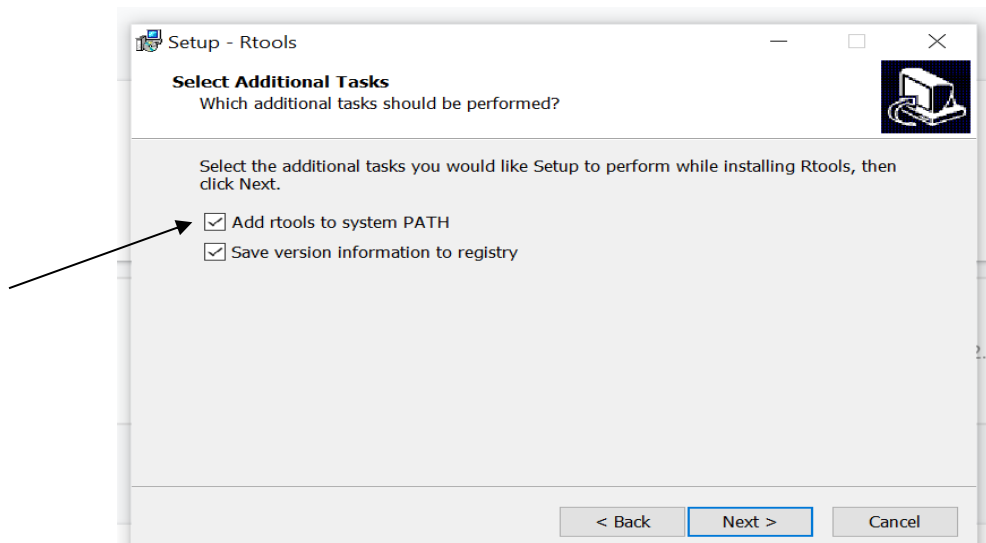 Setup - Rtools
Select Additional Tasks
Which additional tasks should be performed?
Select the additional tasks you would like Setup to perform while installing Rtools, then
click Next.
Add rtools to system PATH
Save version information to registry
2.
< Back Next > Cancel